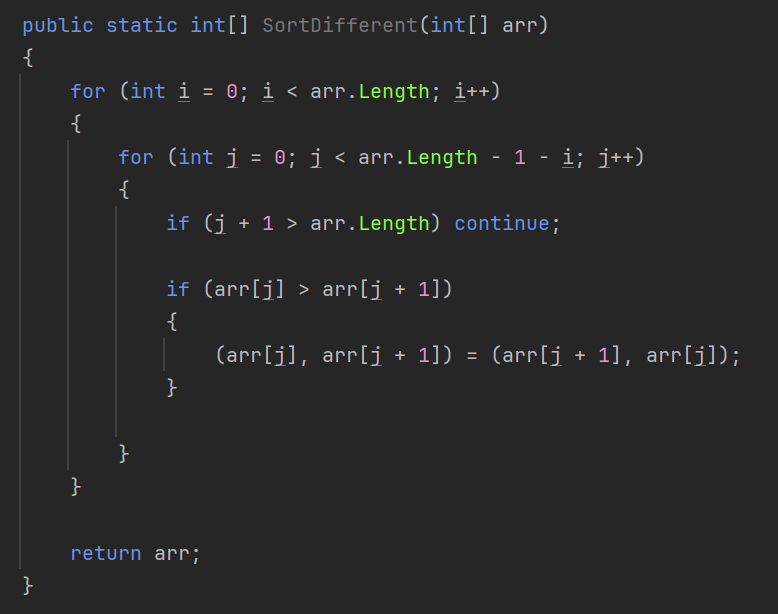 public static int[] SortDifferent(int[] arr)
{
for (int i = 0; i < arr.Length; i++)
{
for (int j = 0; j < arr.Length - 1 - i; j++)
{
if (j + 1 > arr.Length) continue;
if (arr[j] > arr[j + 1])
{
(arr[j], arr[j + 1]) = (arr[j + 1], arr[j]);
}
}
}
return arr;
}